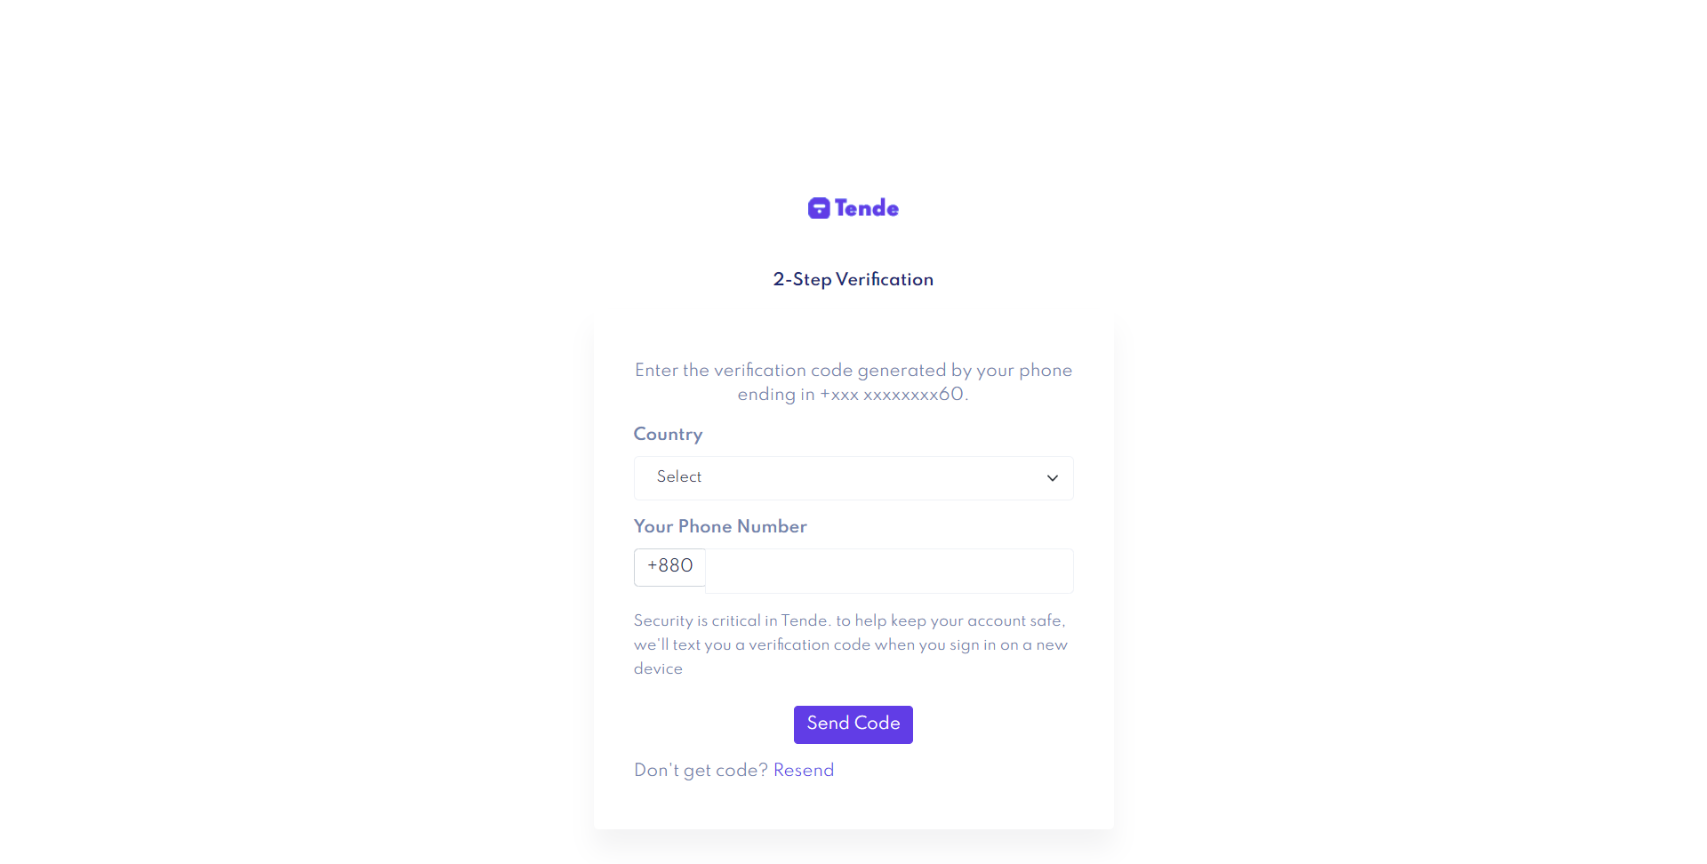 Tende
2-Step Verification
Enter the verification code generated by your phone
ending in +xxx xxxxxxxx60.
Country
Select
Your Phone Number
+880
Security is critical in Tende. to help keep your account safe,
we'll text you a verification code when you sign in on a new
device
Send Code
Don't get code? Resend